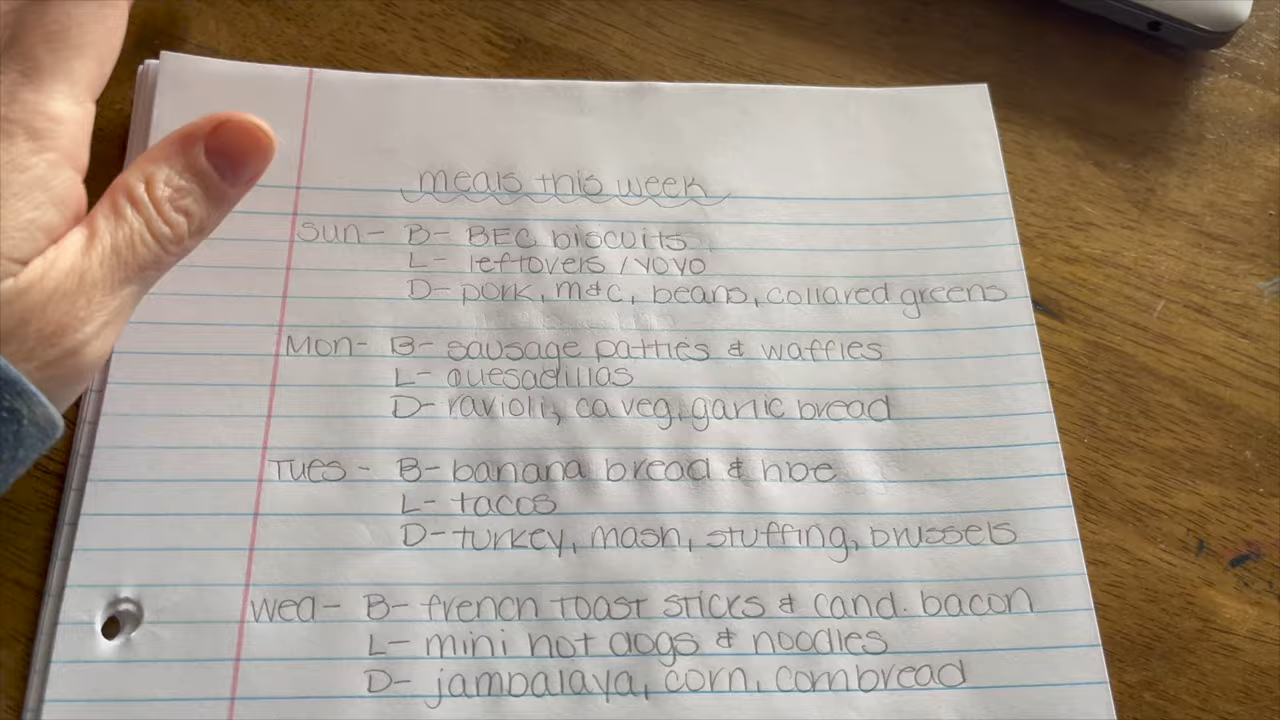 meals this week
Sun- B- BEC biscuits
L- leftovers / YOYO
D- pork, m&c, beans, collared greens
Mon- B- sausage patties & waffles
L- quesadillas
D- ravioli, ca veg, garlic bread
Tues - B- banana bread & hbe
L- tacos
D- turkey, mash, stuffing, brussels
Wed- B- french toast sticks & cand. bacon
L- mini hot dogs & noodles
D- jambalaya, corn, cornbread